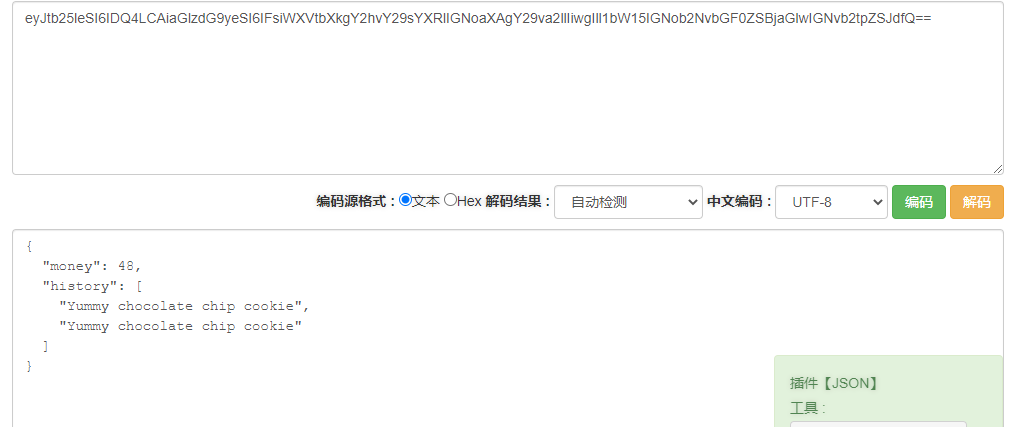 eyJtb25leSI6IDQ4LCAiaGlzdG9yeSI6IFsiWXVtbXkgY2hvY29sYXRlIGNoaXAgY29va2llIiwgIll1bW15IGNob2NvbGF0ZSBjaGlwIGNvb2tpZSJdfQ==
编码源格式 : 文本 Hex 解码结果 : 自动检测 中文编码 : UTF-8 编码 解码
{
"money": 48,
"history": [
"Yummy chocolate chip cookie",
"Yummy chocolate chip cookie"
]
}
插件【JSON】
工具 :